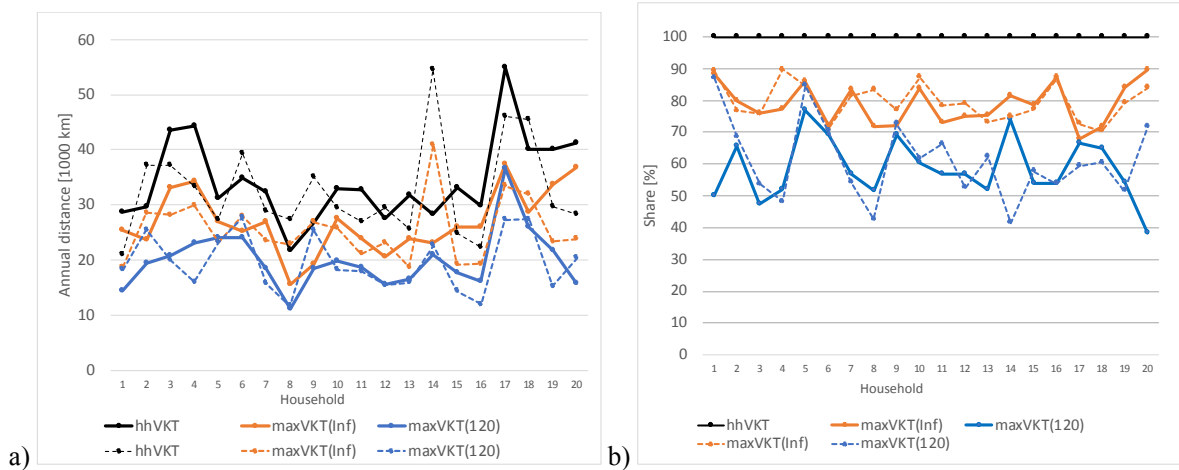 a)
Annual distance [1000 km]
60
50
40
30
20
10
0
1 2 3 4 5 6 7 8 9 10 11 12 13 14 15 16 17 18 19 20
Household
hhVKT maxVKT(Inf) maxVKT(120)
hhVKT maxVKT(Inf) maxVKT(120)
b)
Share [%]
100
90
80
70
60
50
40
30
20
10
0
1 2 3 4 5 6 7 8 9 10 11 12 13 14 15 16 17 18 19 20
Household
hhVKT maxVKT(Inf) maxVKT(120)
maxVKT(Inf) maxVKT(120)